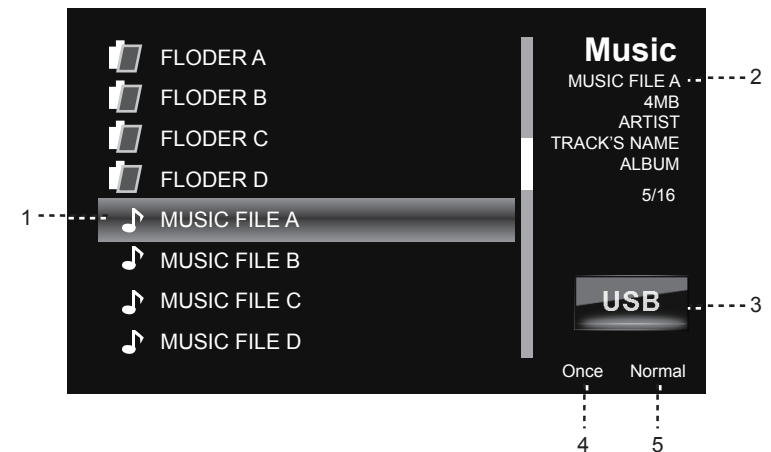 FLODER A
FLODER B
FLODER C
FLODER D
MUSIC FILE A
MUSIC FILE B
MUSIC FILE C
MUSIC FILE D
Music
MUSIC FILE A
4MB
ARTIST
TRACK'S NAME
ALBUM
5/16
USB
Once Normal
1
2
3
4
5